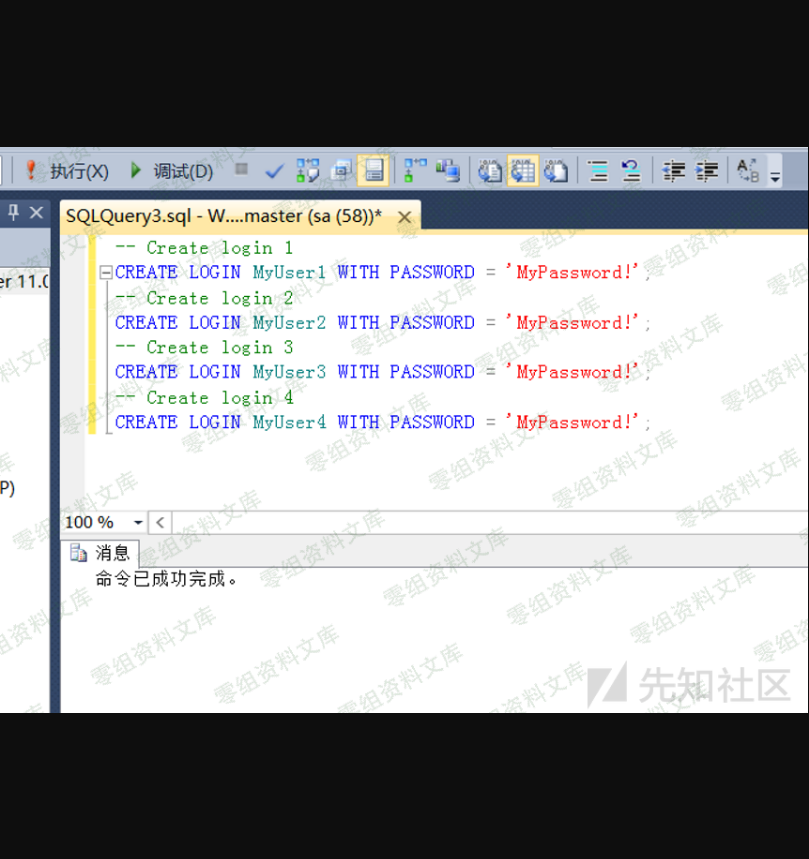 执行(X) 调试(D)
SQLQuery3.sql - W....master (sa (58))*
er 11.0
-- Create login 1
CREATE LOGIN MyUser1 WITH PASSWORD = 'MyPassword!';
-- Create login 2
CREATE LOGIN MyUser2 WITH PASSWORD = 'MyPassword!';
-- Create login 3
CREATE LOGIN MyUser3 WITH PASSWORD = 'MyPassword!';
-- Create login 4
CREATE LOGIN MyUser4 WITH PASSWORD = 'MyPassword!';
P)
100 %
消息
命令已成功完成。
零组资料文库
先知社区